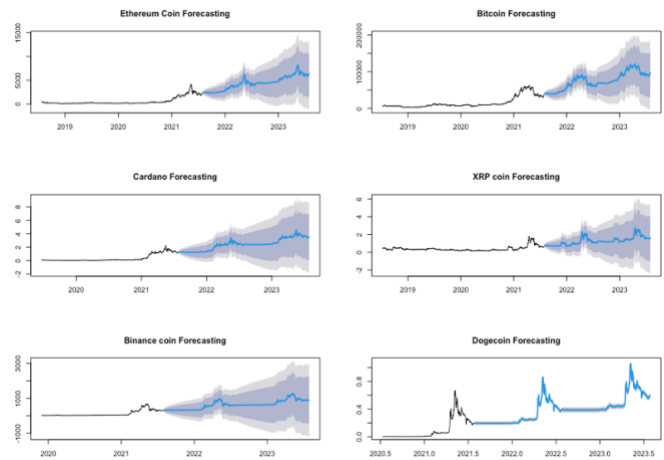 Ethereum Coin Forecasting
15000
5000
0
2019 2020 2021 2022 2023
Bitcoin Forecasting
200000
100000
0
2019 2020 2021 2022 2023
Cardano Forecasting
8
6
4
2
0
-2
2020 2021 2022 2023
XRP coin Forecasting
6
4
2
0
-2
2019 2020 2021 2022 2023
Binance coin Forecasting
3000
1000
-1000
2020 2021 2022 2023
Dogecoin Forecasting
0.8
0.4
0.0
2020.5 2021.0 2021.5 2022.0 2022.5 2023.0 2023.5